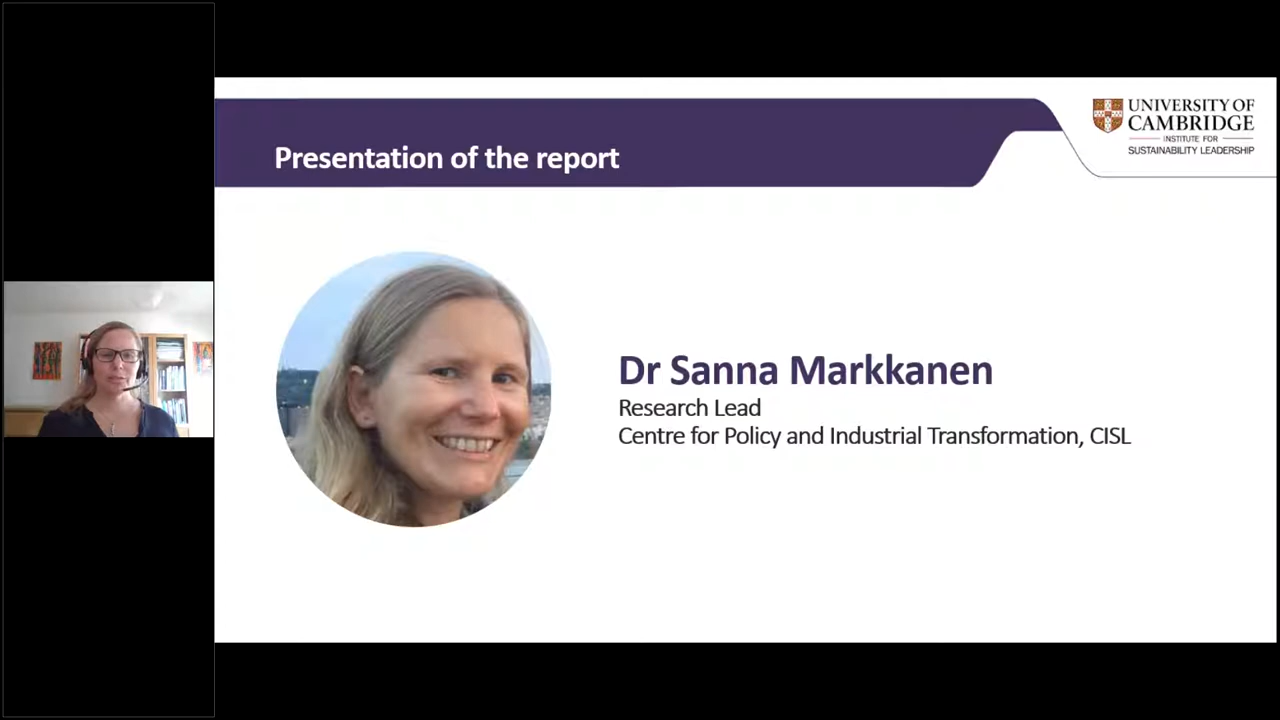 Presentation of the report
UNIVERSITY OF
CAMBRIDGE
INSTITUTE FOR
SUSTAINABILITY LEADERSHIP
Dr Sanna Markkanen
Research Lead
Centre for Policy and Industrial Transformation, CISL